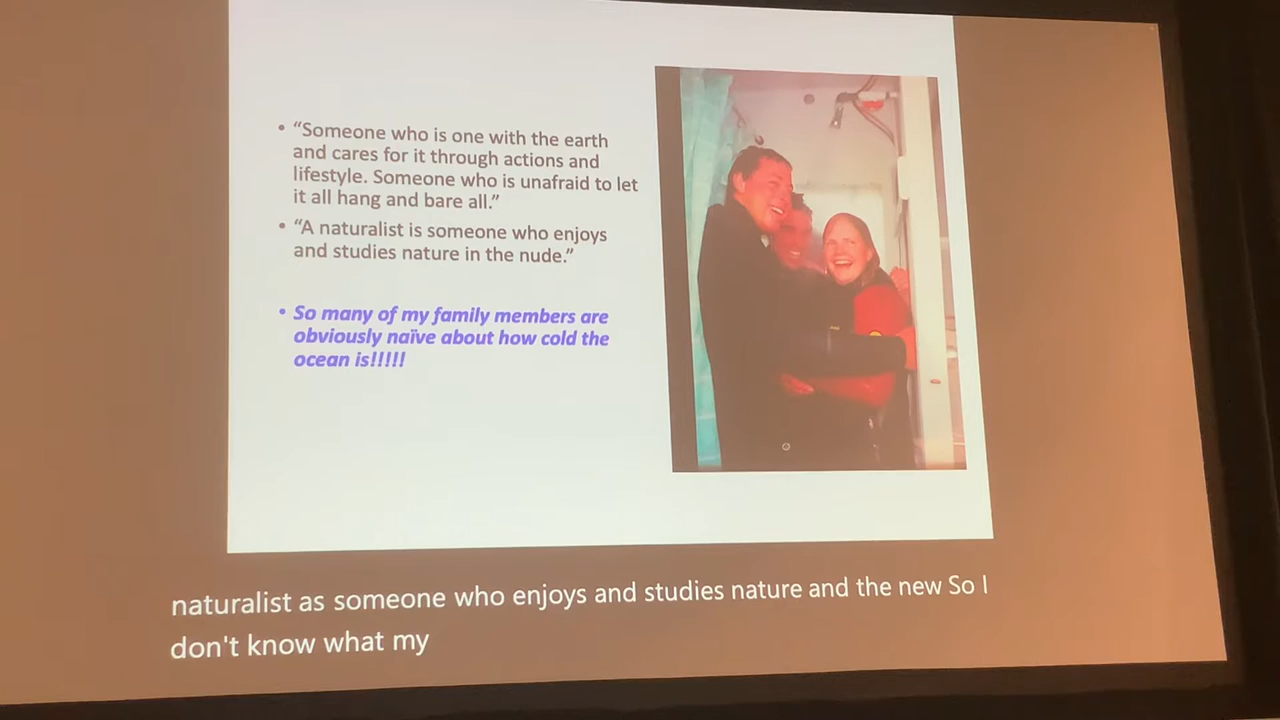 • “Someone who is one with the earth
and cares for it through actions and
lifestyle. Someone who is unafraid to let
it all hang and bare all.”
• “A naturalist is someone who enjoys
and studies nature in the nude.”
• So many of my family members are
obviously naïve about how cold the
ocean is!!!!!
naturalist as someone who enjoys and studies nature and the new So I
don't know what my